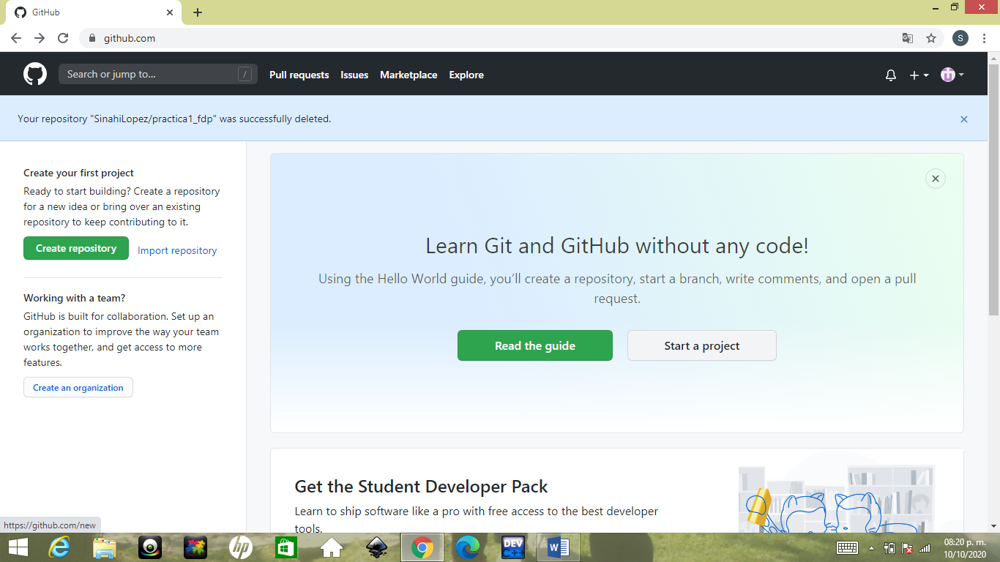 GitHub
github.com
S
Search or jump to...
/
Pull requests
Issues
Marketplace
Explore
Your repository "SinahiLopez/practica1_fdp" was successfully deleted.
Create your first project
Ready to start building? Create a repository
for a new idea or bring over an existing
repository to keep contributing to it.
Create repository
Import repository
Working with a team?
GitHub is built for collaboration. Set up an
organization to improve the way your team
works together, and get access to more
features.
Create an organization
Learn Git and GitHub without any code!
Using the Hello World guide, you’ll create a repository, start a branch, write comments, and open a pull
request.
Read the guide
Start a project
Get the Student Developer Pack
Learn to ship software like a pro with free access to the best developer
tools.
https://github.com/new
hp
DEV
C++
W
08:20 p. m.
10/10/2020